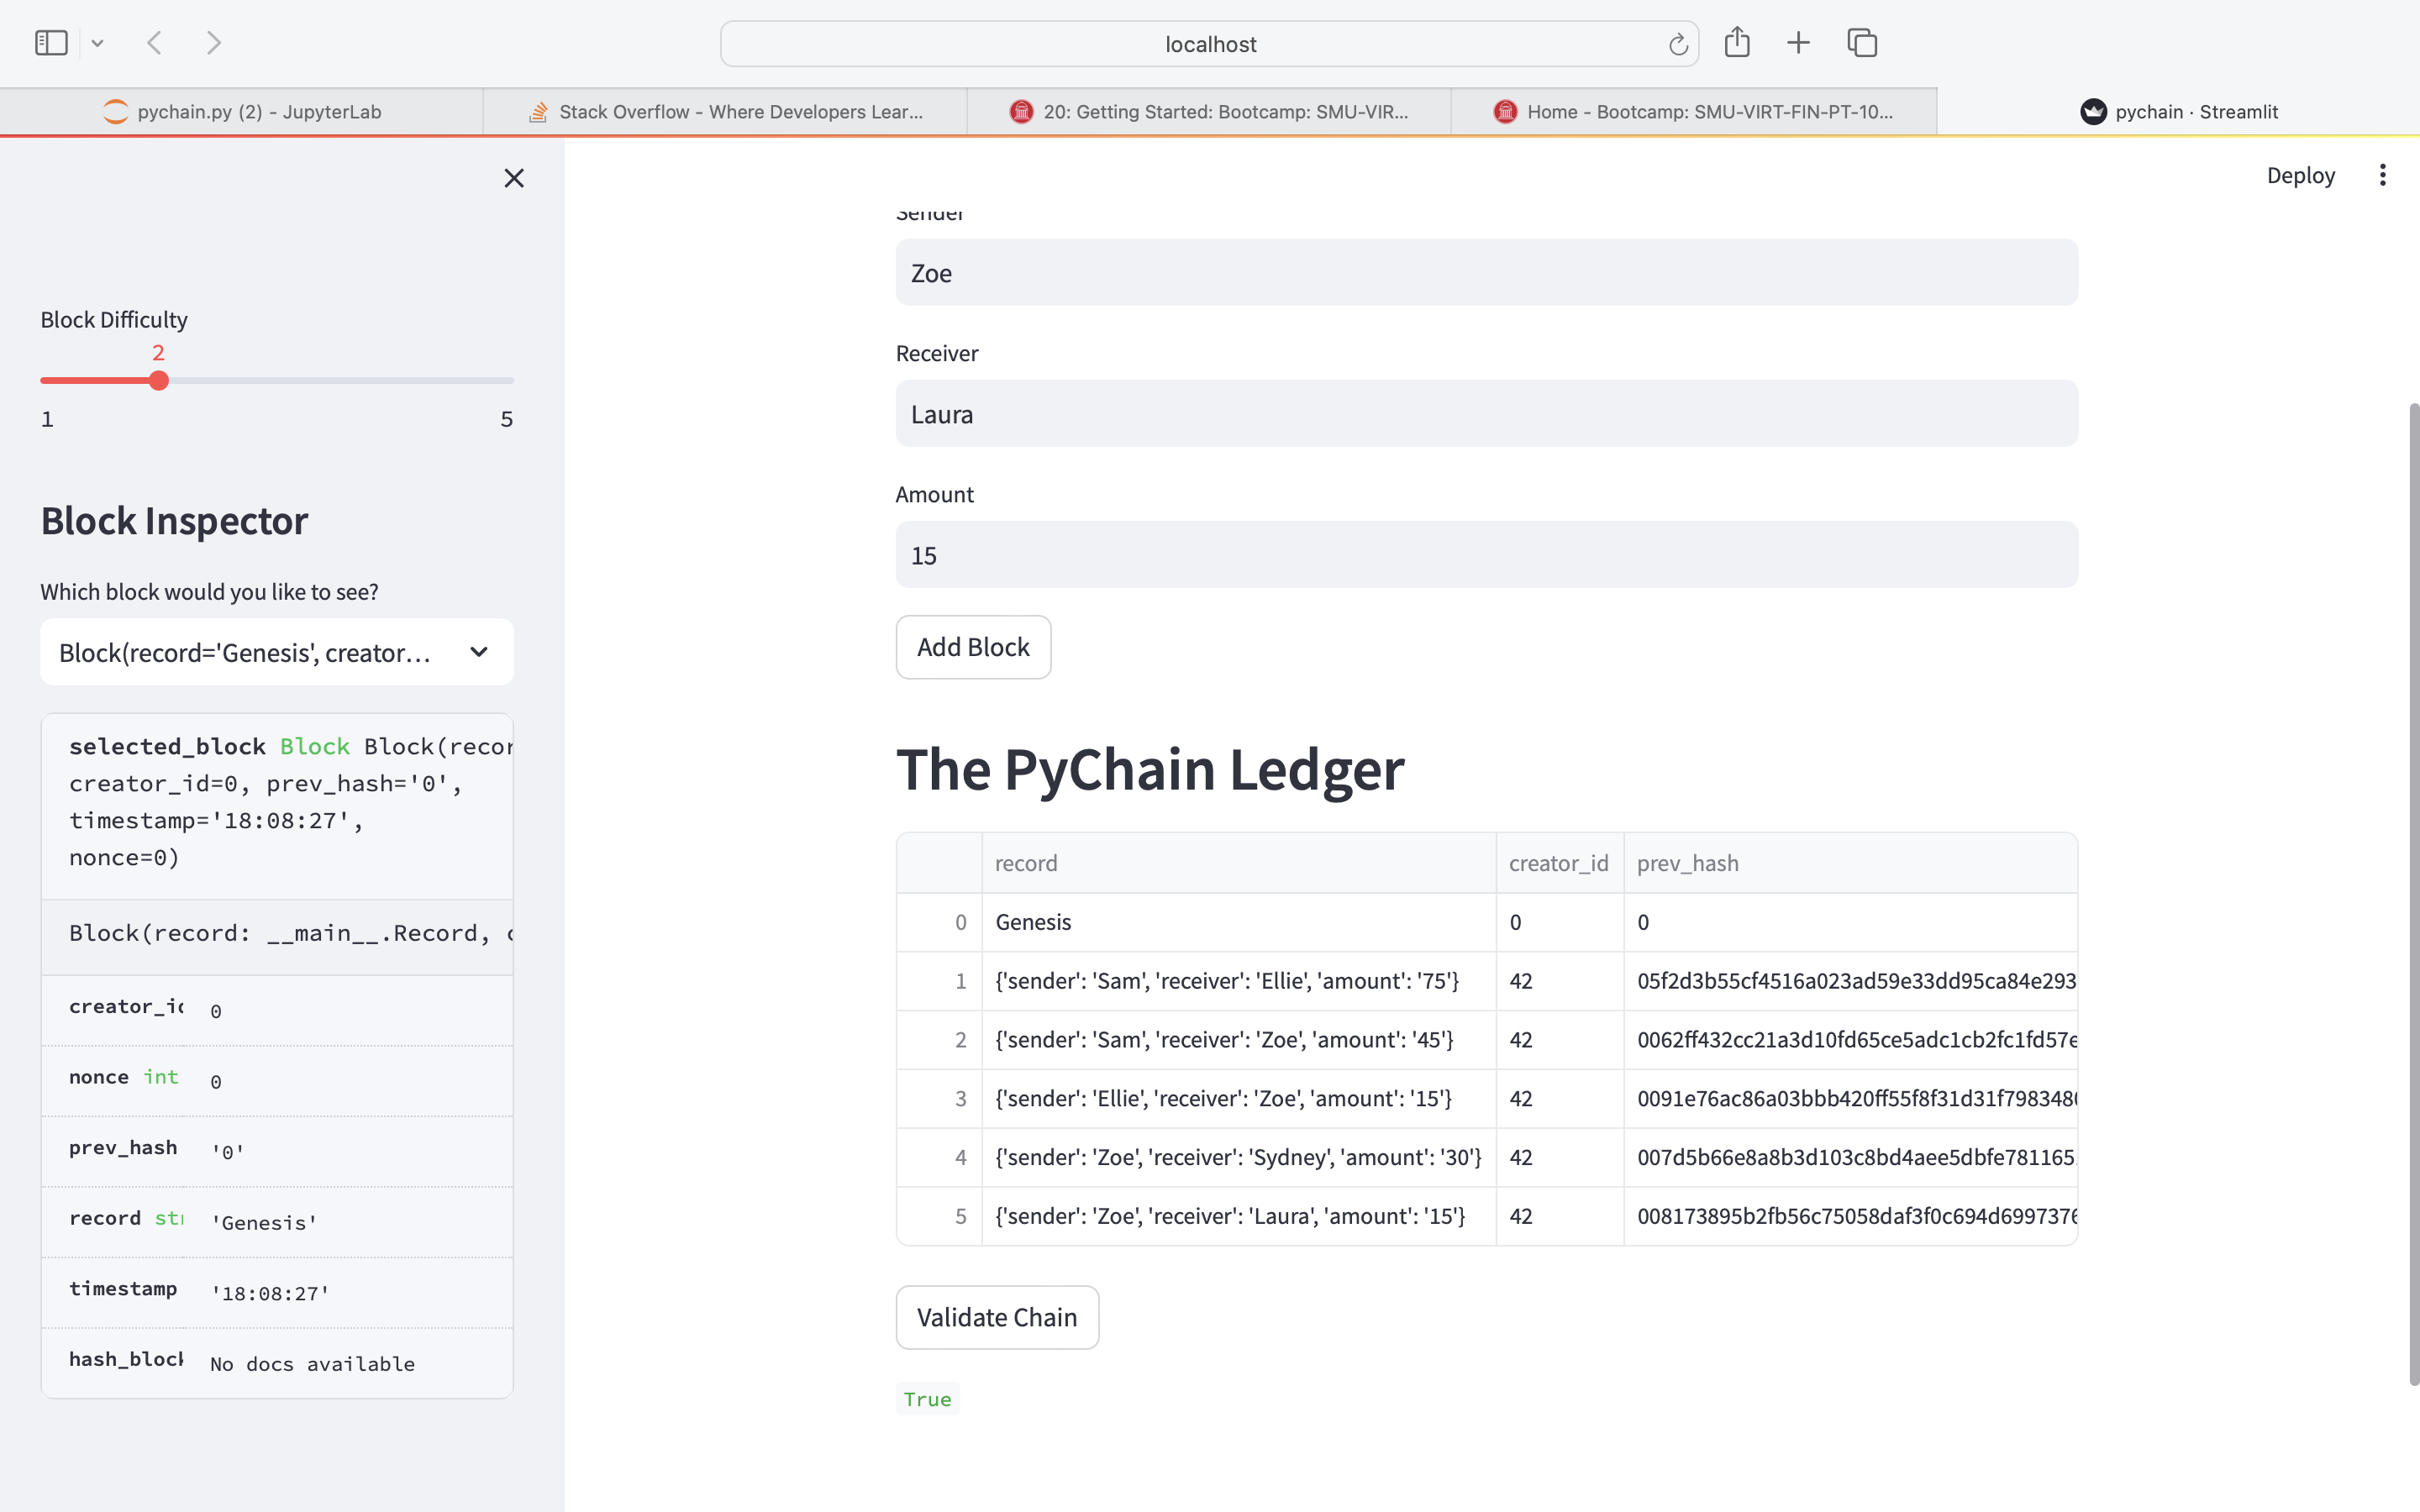 localhost
pychain.py (2) - JupyterLab
Stack Overflow - Where Developers Lear...
20: Getting Started: Bootcamp: SMU-VIR...
Home - Bootcamp: SMU-VIRT-FIN-PT-10...
pychain · Streamlit
Block Difficulty
2
1 5
Block Inspector
Which block would you like to see?
Block(record='Genesis', creator...
selected_block Block Block(recor
creator_id=0, prev_hash='0',
timestamp='18:08:27',
nonce=0)
Block(record: __main__.Record, c
creator_id 0
nonce int 0
prev_hash '0'
record str 'Genesis'
timestamp '18:08:27'
hash_block No docs available
Deploy
Sender
Zoe
Receiver
Laura
Amount
15
Add Block
The PyChain Ledger
record creator_id prev_hash
0 Genesis 0 0
1 {'sender': 'Sam', 'receiver': 'Ellie', 'amount': '75'} 42 05f2d3b55cf4516a023ad59e33dd95ca84e293
2 {'sender': 'Sam', 'receiver': 'Zoe', 'amount': '45'} 42 0062ff432cc21a3d10fd65ce5adc1cb2fc1fd57e
3 {'sender': 'Ellie', 'receiver': 'Zoe', 'amount': '15'} 42 0091e76ac86a03bbb420ff55f8f31d31f798348
4 {'sender': 'Zoe', 'receiver': 'Sydney', 'amount': '30'} 42 007d5b66e8a8b3d103c8bd4aee5dbfe781165
5 {'sender': 'Zoe', 'receiver': 'Laura', 'amount': '15'} 42 008173895b2fb56c75058daf3f0c694d6997376
Validate Chain
True